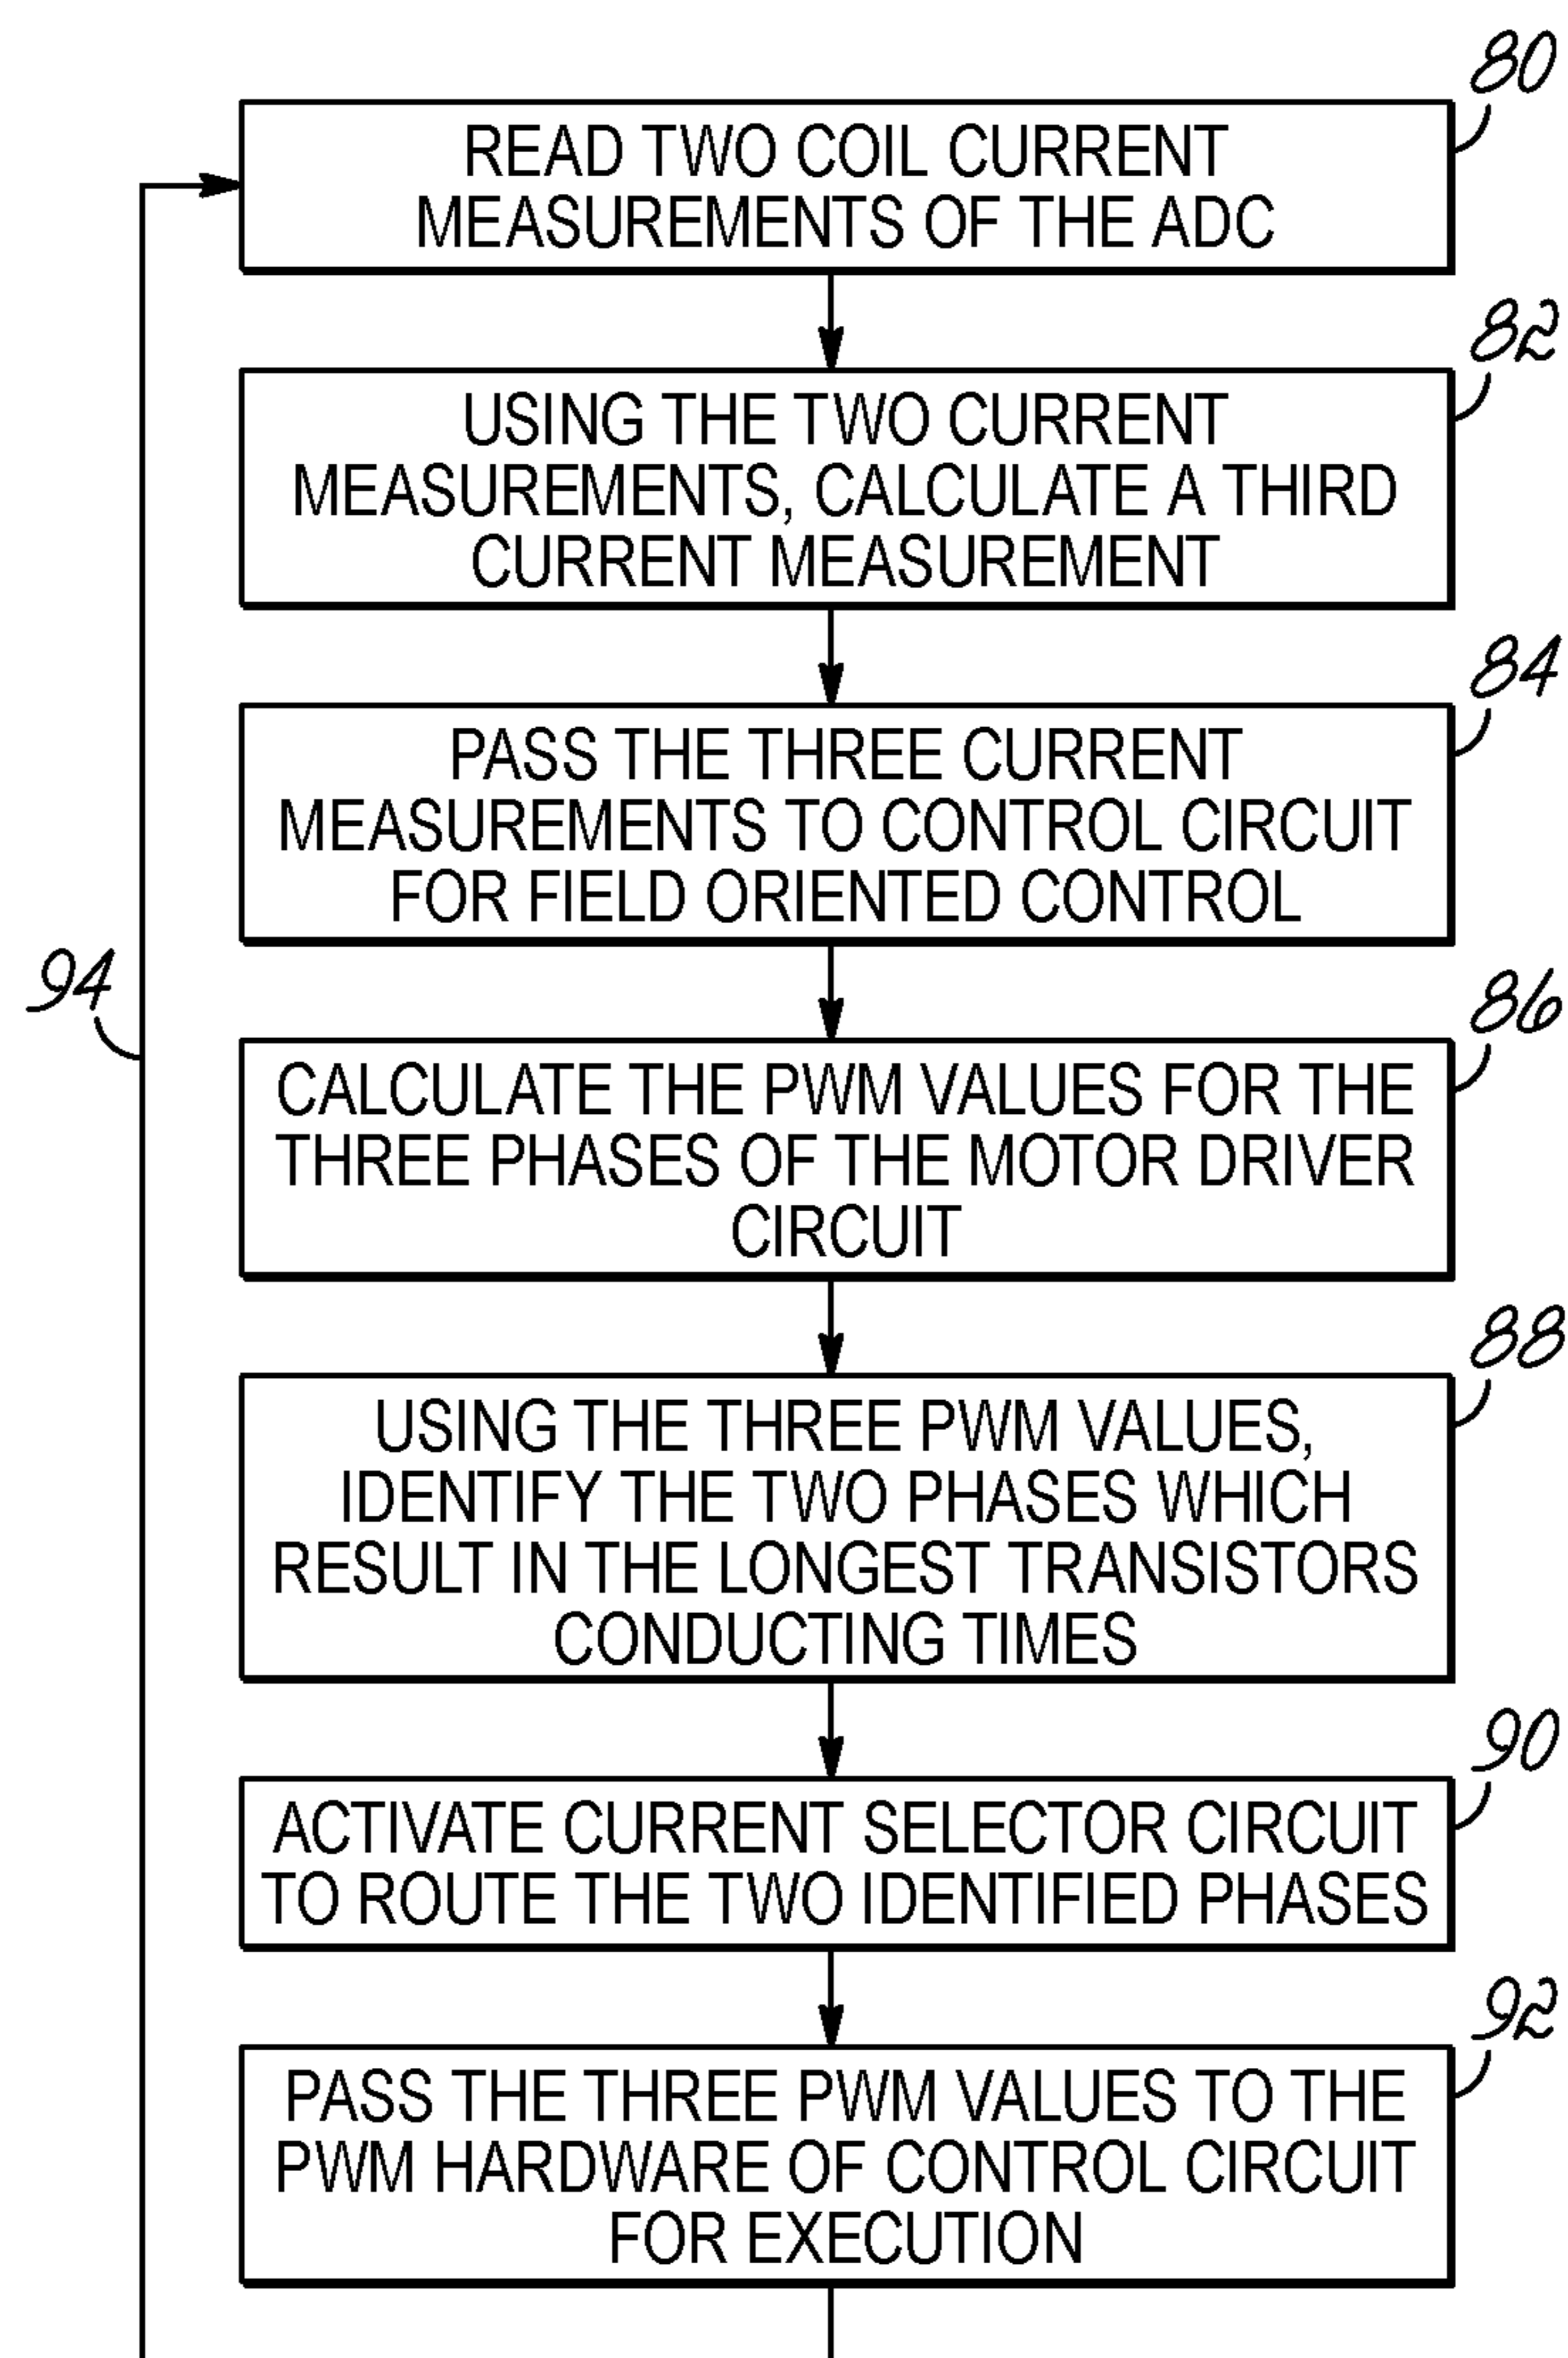 80
READ TWO COIL CURRENT
MEASUREMENTS OF THE ADC
82
USING THE TWO CURRENT
MEASUREMENTS, CALCULATE A THIRD
CURRENT MEASUREMENT
84
PASS THE THREE CURRENT
MEASUREMENTS TO CONTROL CIRCUIT
FOR FIELD ORIENTED CONTROL
94
86
CALCULATE THE PWM VALUES FOR THE
THREE PHASES OF THE MOTOR DRIVER
CIRCUIT
88
USING THE THREE PWM VALUES,
IDENTIFY THE TWO PHASES WHICH
RESULT IN THE LONGEST TRANSISTORS
CONDUCTING TIMES
90
ACTIVATE CURRENT SELECTOR CIRCUIT
TO ROUTE THE TWO IDENTIFIED PHASES
92
PASS THE THREE PWM VALUES TO THE
PWM HARDWARE OF CONTROL CIRCUIT
FOR EXECUTION